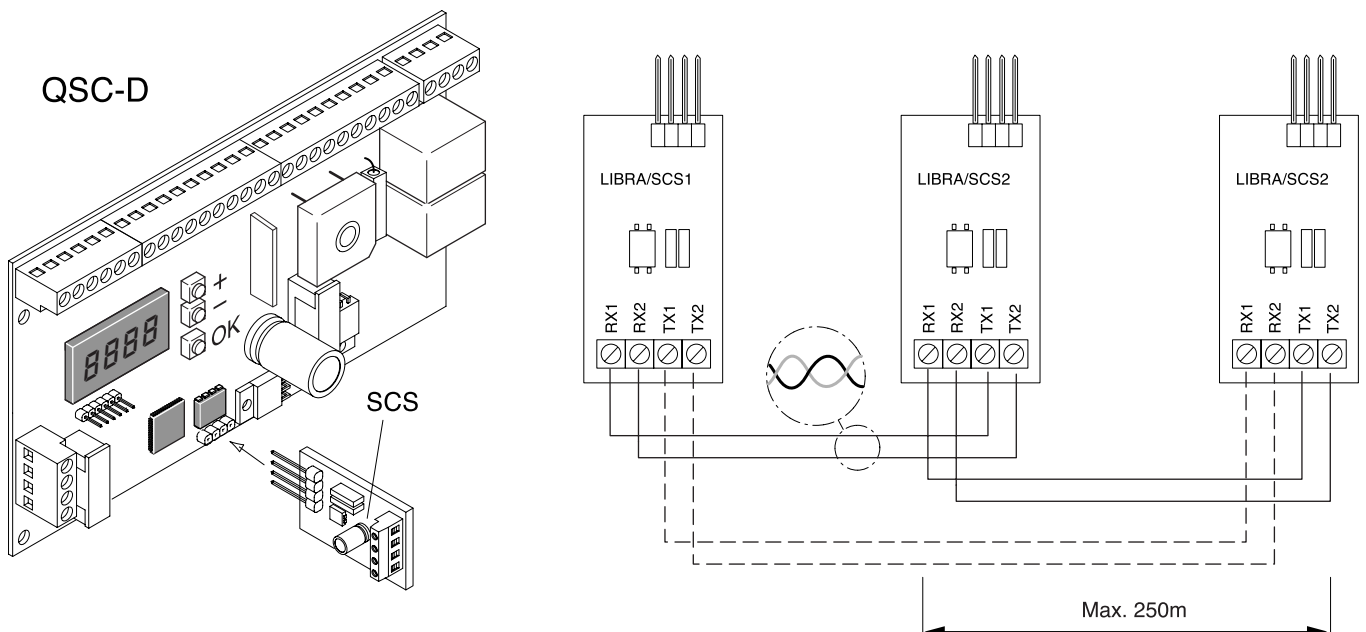 QSC-D
8888
+
−
OK
SCS
LIBRA/SCS1
RX1 RX2 TX1 TX2
LIBRA/SCS2
RX1 RX2 TX1 TX2
LIBRA/SCS2
RX1 RX2 TX1 TX2
Max. 250m